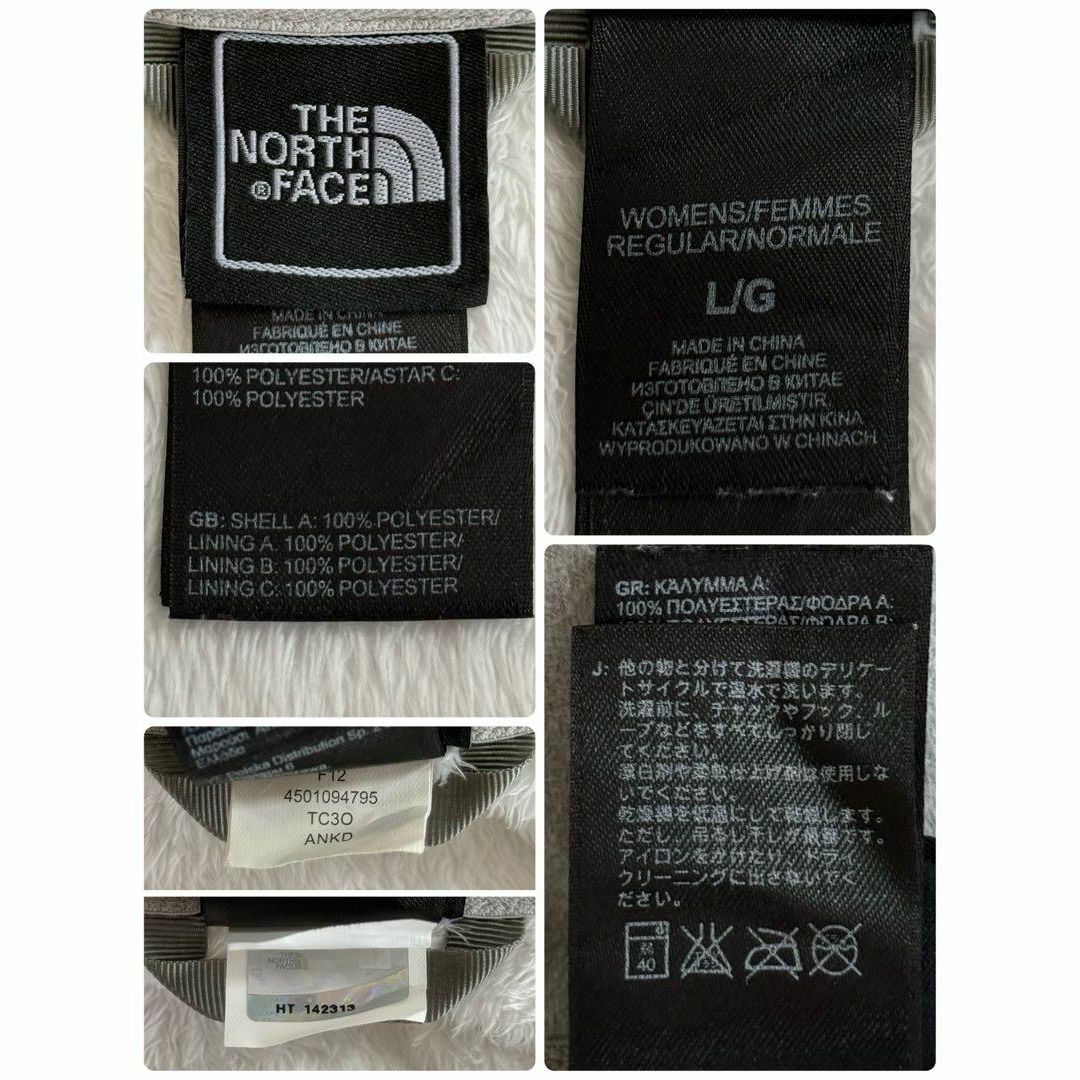 THE
NORTH
®FACE
MADE IN CHINA
FABRIQUÉ EN CHINE
ИЗГОТОВЛЕНО В КИТАЕ
WOMENS/FEMMES
REGULAR/NORMALE
L/G
MADE IN CHINA
FABRIQUÉ EN CHINE
ИЗГОТОВЛЕНО В КИТАЕ
ÇIN'DE ÜRETILMIŞTIR.
ΚΑΤΑΣΚΕΥΑΖΕΤΑΙ ΣΤΗΝ ΚΙΝΑ
WYPRODUKOWANO W CHINACH
100% POLYESTER/ASTAR C:
100% POLYESTER
GB: SHELL A: 100% POLYESTER/
LINING A: 100% POLYESTER/
LINING B: 100% POLYESTER/
LINING C: 100% POLYESTER
GR: ΚΑΛΥΜΜΑ Α:
100% ΠΟΛΥΕΣΤΕΡΑΣ/ΦΟΔΡΑ Α:
ΠΟΛΥΕΣΤΕΡΑΣ/ΦΟΔΡΑ Β:
J: 他の物と分けて洗濯機のデリケー
トサイクルで温水で洗います。
洗濯前に、チャックやフック、ル
ープなどをすべてしっかり閉じ
てください。
漂白剤や柔軟仕上げ剤は使用しな
いでください。
乾燥機を低温にして乾燥します。
ただし、吊るし干しが最善です。
アイロンをかけたり、ドライ
クリーニングに出さないでく
ださい。
40
Distribution Sp.
F12
4501094795
TC3O
ANKD
THE
NORTH
FACE
HT 142313